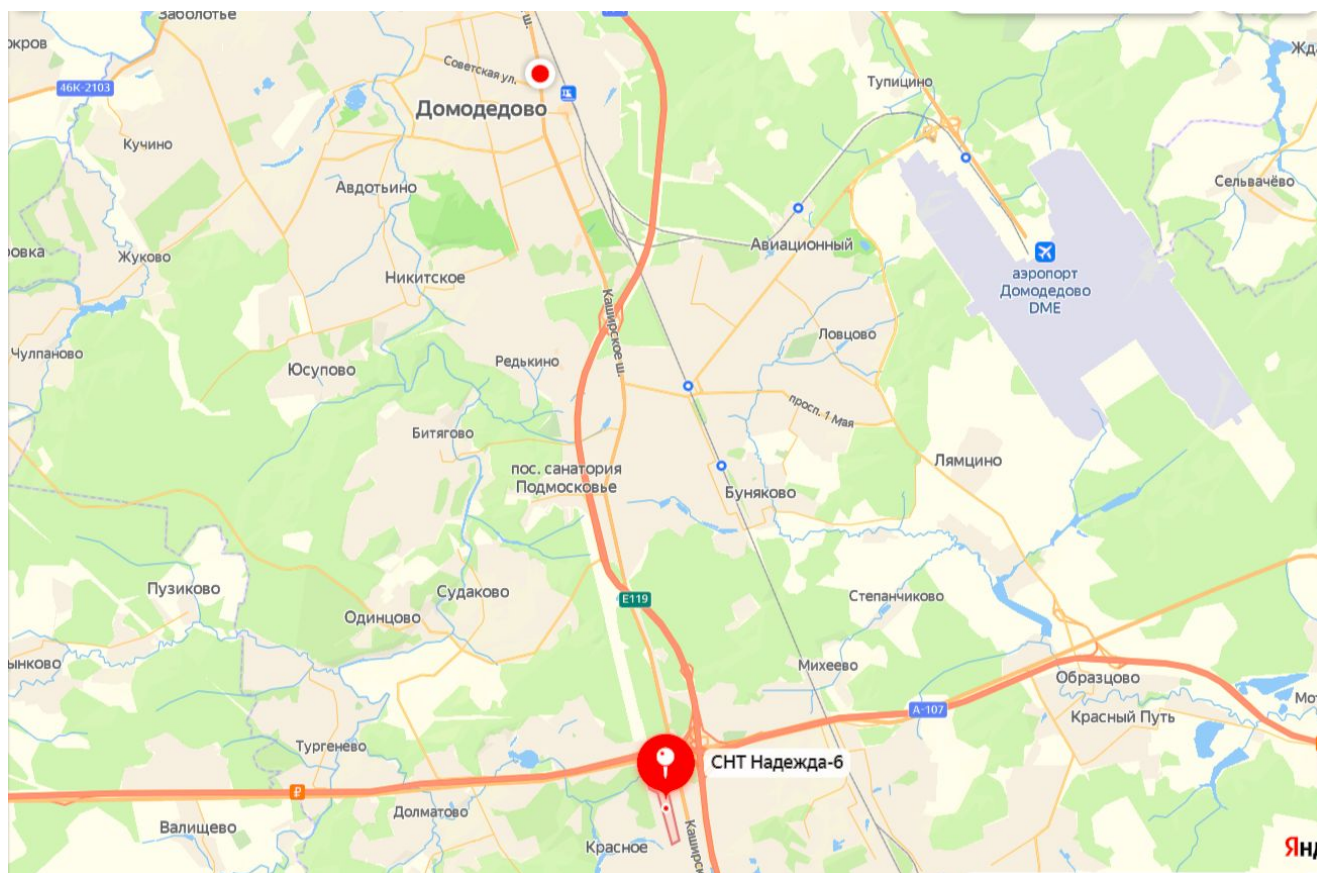 Заболотье
46К-2103
Советская ул.
Домодедово
Тупицино
Кучино
Авдотьино
Сельвачёво
Жуково
Никитское
Авиационный
аэропорт
Домодедово
DME
Каширское ш.
Чулпаново
Юсупово
Редькино
Ловцово
просп. 1 Мая
Битягово
пос. санатория
Подмосковье
Буняково
Лямцино
Пузиково
Судаково
Одинцово
E119
Степанчиково
Михеево
Образцово
А-107
Красный Путь
Тургенево
СНТ Надежда-6
₽
Долматово
Валищево
Красное
Каширск
Янд